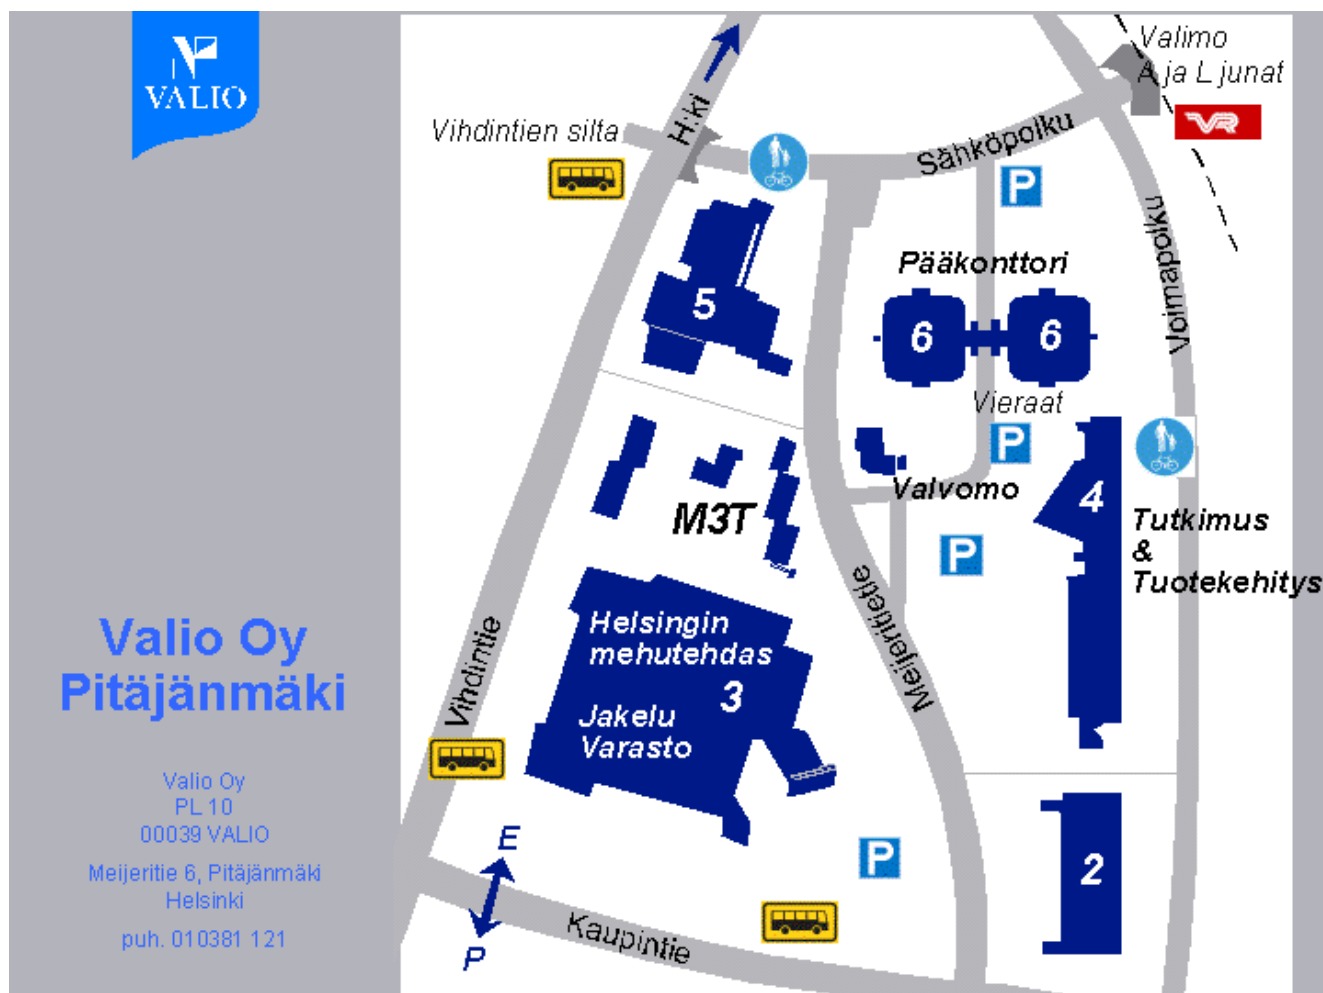 VALIO
Valio Oy
Pitäjänmäki
Valio Oy
PL 10
00039 VALIO
Meijeritie 6, Pitäjänmäki
Helsinki
puh. 010381 121
Valimo
A ja L junat
VR
H:ki
Vihdintien silta
Sähköpolku
P
Voimapolku
Pääkonttori
5
6
6
Vieraat
P
Valvomo
4
M3T
Tutkimus
&
Tuotekehitys
P
Meijeritietie
Helsingin
mehutehdas
3
Jakelu
Varasto
Vihdintie
E
P
P
2
Kaupintie